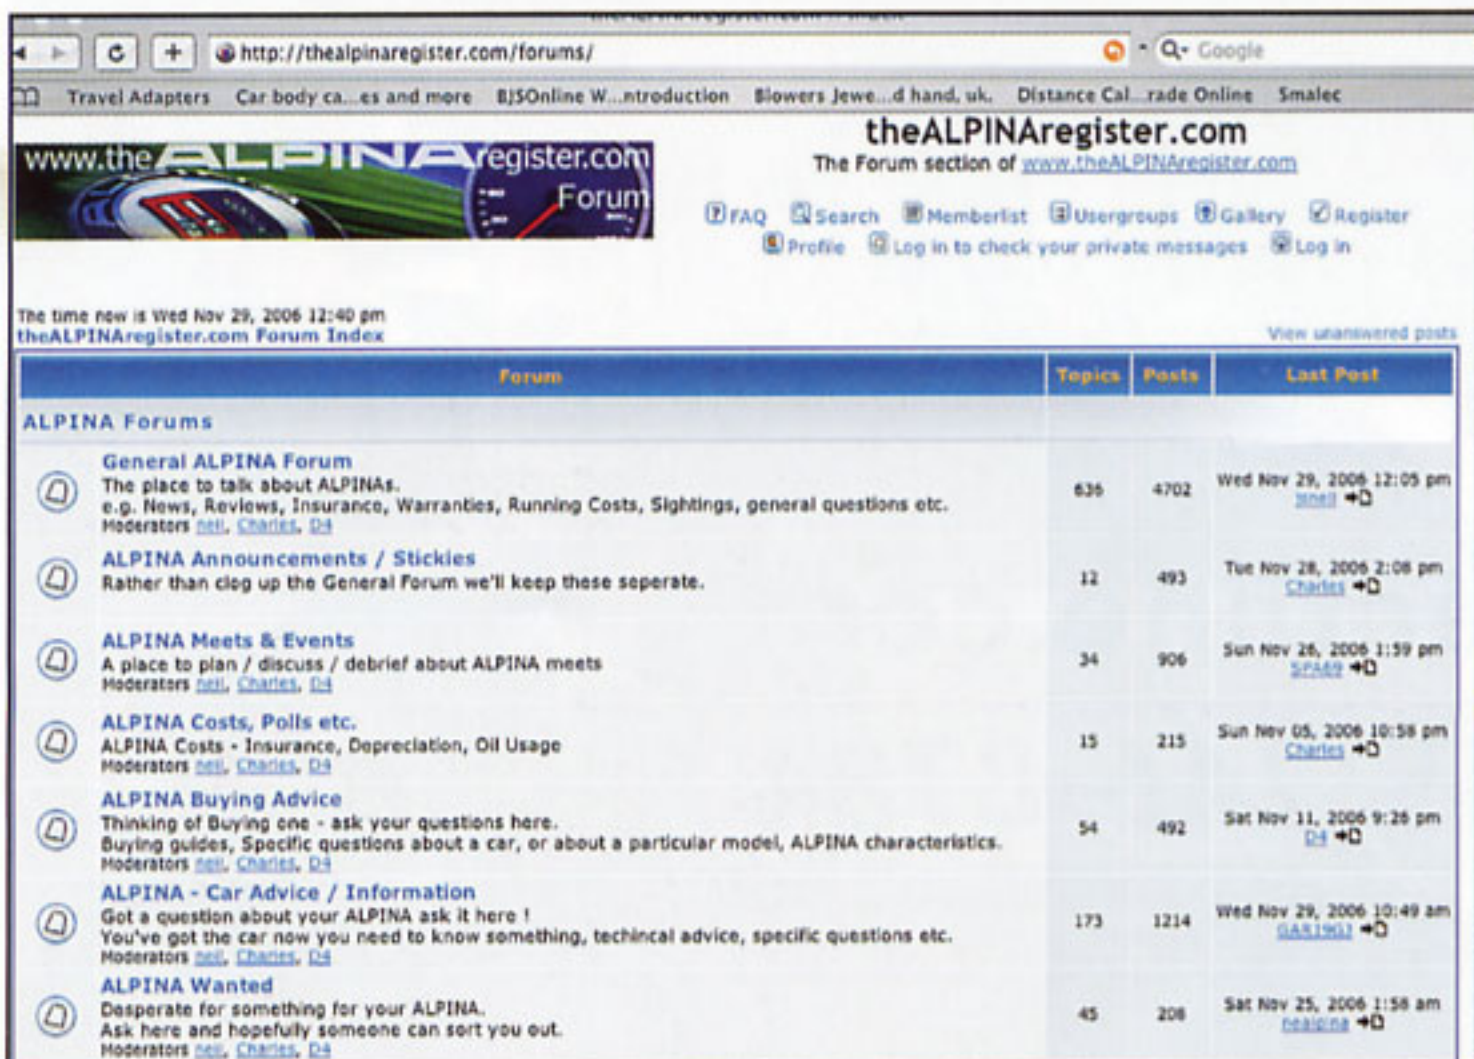 http://thealpinaregister.com/forums/
Google
Travel Adapters Car body ca...es and more BJSOnline W...ntroduction Blowers Jewe...d hand, uk. Distance Cal...rade Online Smalec
www.theALPINAregister.com
Forum
theALPINAregister.com
The Forum section of www.theALPINAregister.com
FAQ Search Memberlist Usergroups Gallery Register
Profile Log in to check your private messages Log in
The time now is Wed Nov 29, 2006 12:40 pm
theALPINAregister.com Forum Index
View unanswered posts
Forum Topics Posts Last Post
ALPINA Forums
General ALPINA Forum
The place to talk about ALPINAs.
e.g. News, Reviews, Insurance, Warranties, Running Costs, Sightings, general questions etc.
Moderators neil, Charles, D4
636 4702 Wed Nov 29, 2006 12:05 pm
ALPINA Announcements / Stickies
Rather than clog up the General Forum we'll keep these seperate.
12 493 Tue Nov 28, 2006 2:08 pm
Charles
ALPINA Meets & Events
A place to plan / discuss / debrief about ALPINA meets
Moderators neil, Charles, D4
34 906 Sun Nov 26, 2006 1:59 pm
SPA69
ALPINA Costs, Polls etc.
ALPINA Costs - Insurance, Depreciation, Oil Usage
Moderators neil, Charles, D4
15 215 Sun Nov 05, 2006 10:58 pm
Charles
ALPINA Buying Advice
Thinking of Buying one - ask your questions here.
Buying guides, Specific questions about a car, or about a particular model, ALPINA characteristics.
Moderators neil, Charles, D4
54 492 Sat Nov 11, 2006 9:26 pm
D4
ALPINA - Car Advice / Information
Got a question about your ALPINA ask it here !
You've got the car now you need to know something, techincal advice, specific questions etc.
Moderators neil, Charles, D4
173 1214 Wed Nov 29, 2006 10:49 am
ALPINA Wanted
Desperate for something for your ALPINA.
Ask here and hopefully someone can sort you out.
Moderators neil, Charles, D4
45 208 Sat Nov 25, 2006 1:58 am
nealpina